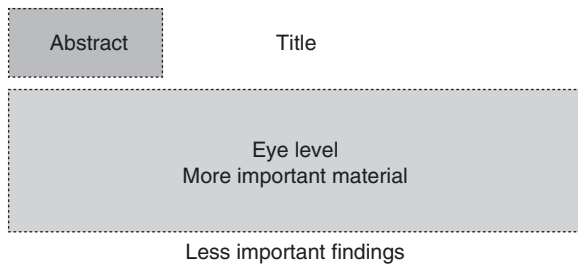 Abstract
Title
Eye level
More important material
Less important findings